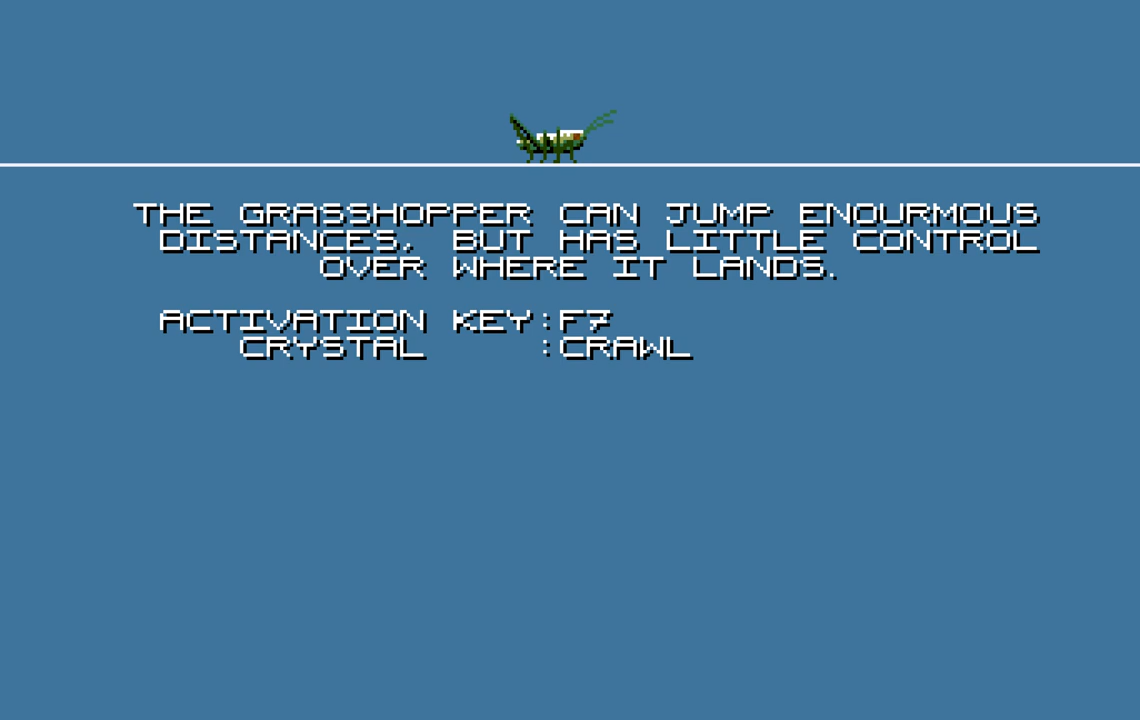 THE GRASSHOPPER CAN JUMP ENOURMOUS
DISTANCES, BUT HAS LITTLE CONTROL
OVER WHERE IT LANDS.
ACTIVATION KEY:F7
CRYSTAL :CRAWL